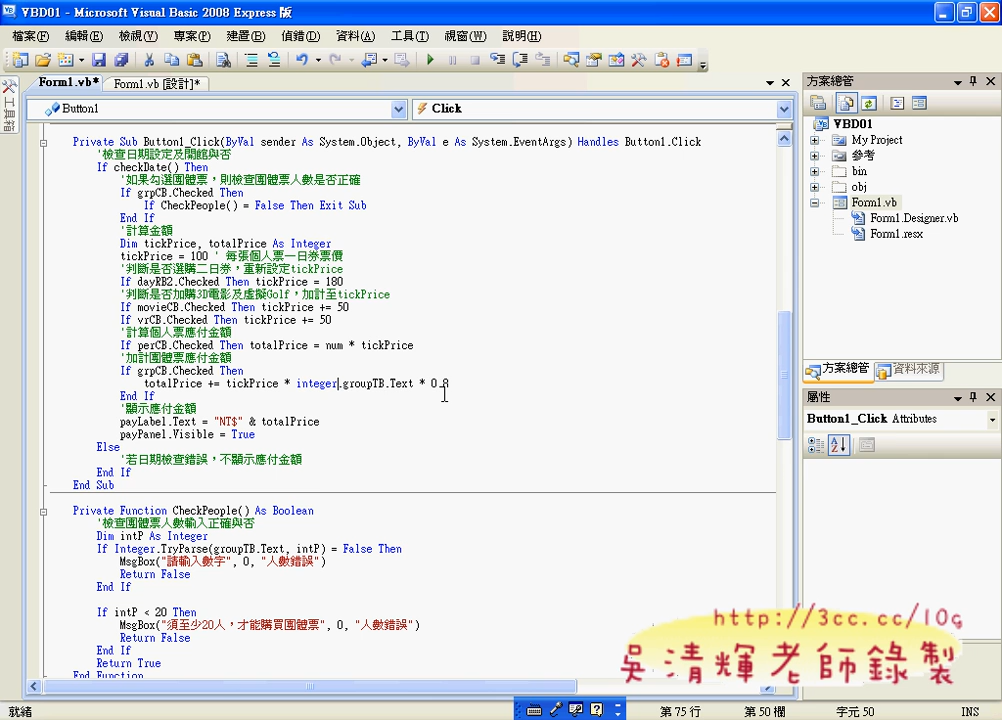 VBD01 - Microsoft Visual Basic 2008 Express 版
檔案(F) 編輯(E) 檢視(V) 專案(P) 建置(B) 偵錯(D) 資料(A) 工具(T) 視窗(W) 說明(H)
Form1.vb* Form1.vb [設計]*
工具箱
Button1 Click
Private Sub Button1_Click(ByVal sender As System.Object, ByVal e As System.EventArgs) Handles Button1.Click
'檢查日期設定及開館與否
If checkDate() Then
'如果勾選團體票，則檢查團體票人數是否正確
If grpCB.Checked Then
If CheckPeople() = False Then Exit Sub
End If
'計算金額
Dim tickPrice, totalPrice As Integer
tickPrice = 100 ' 每張個人票一日券票價
'判斷是否選購二日券，重新設定tickPrice
If dayRB2.Checked Then tickPrice = 180
'判斷是否加購3D電影及虛擬Golf，加計至tickPrice
If movieCB.Checked Then tickPrice += 50
If vrCB.Checked Then tickPrice += 50
'計算個人票應付金額
If perCB.Checked Then totalPrice = num * tickPrice
'加計團體票應付金額
If grpCB.Checked Then
totalPrice += tickPrice * integer.groupTB.Text * 0.8
End If
'顯示應付金額
payLabel.Text = "NT$" & totalPrice
payPanel.Visible = True
Else
'若日期檢查錯誤，不顯示應付金額
End If
End Sub
Private Function CheckPeople() As Boolean
'檢查團體票人數輸入正確與否
Dim intP As Integer
If Integer.TryParse(groupTB.Text, intP) = False Then
MsgBox("請輸入數字", 0, "人數錯誤")
Return False
End If
If intP < 20 Then
MsgBox("須至少20人，才能購買團體票", 0, "人數錯誤")
Return False
End If
Return True
End Function
方案總管
VBD01
My Project
參考
bin
obj
Form1.vb
Form1.Designer.vb
Form1.resx
方案總管 資料來源
屬性
Button1_Click Attributes
http://3cc.cc/10g
吳清輝老師錄製
就緒 第 75 行 第 50 欄 字元 50 INS